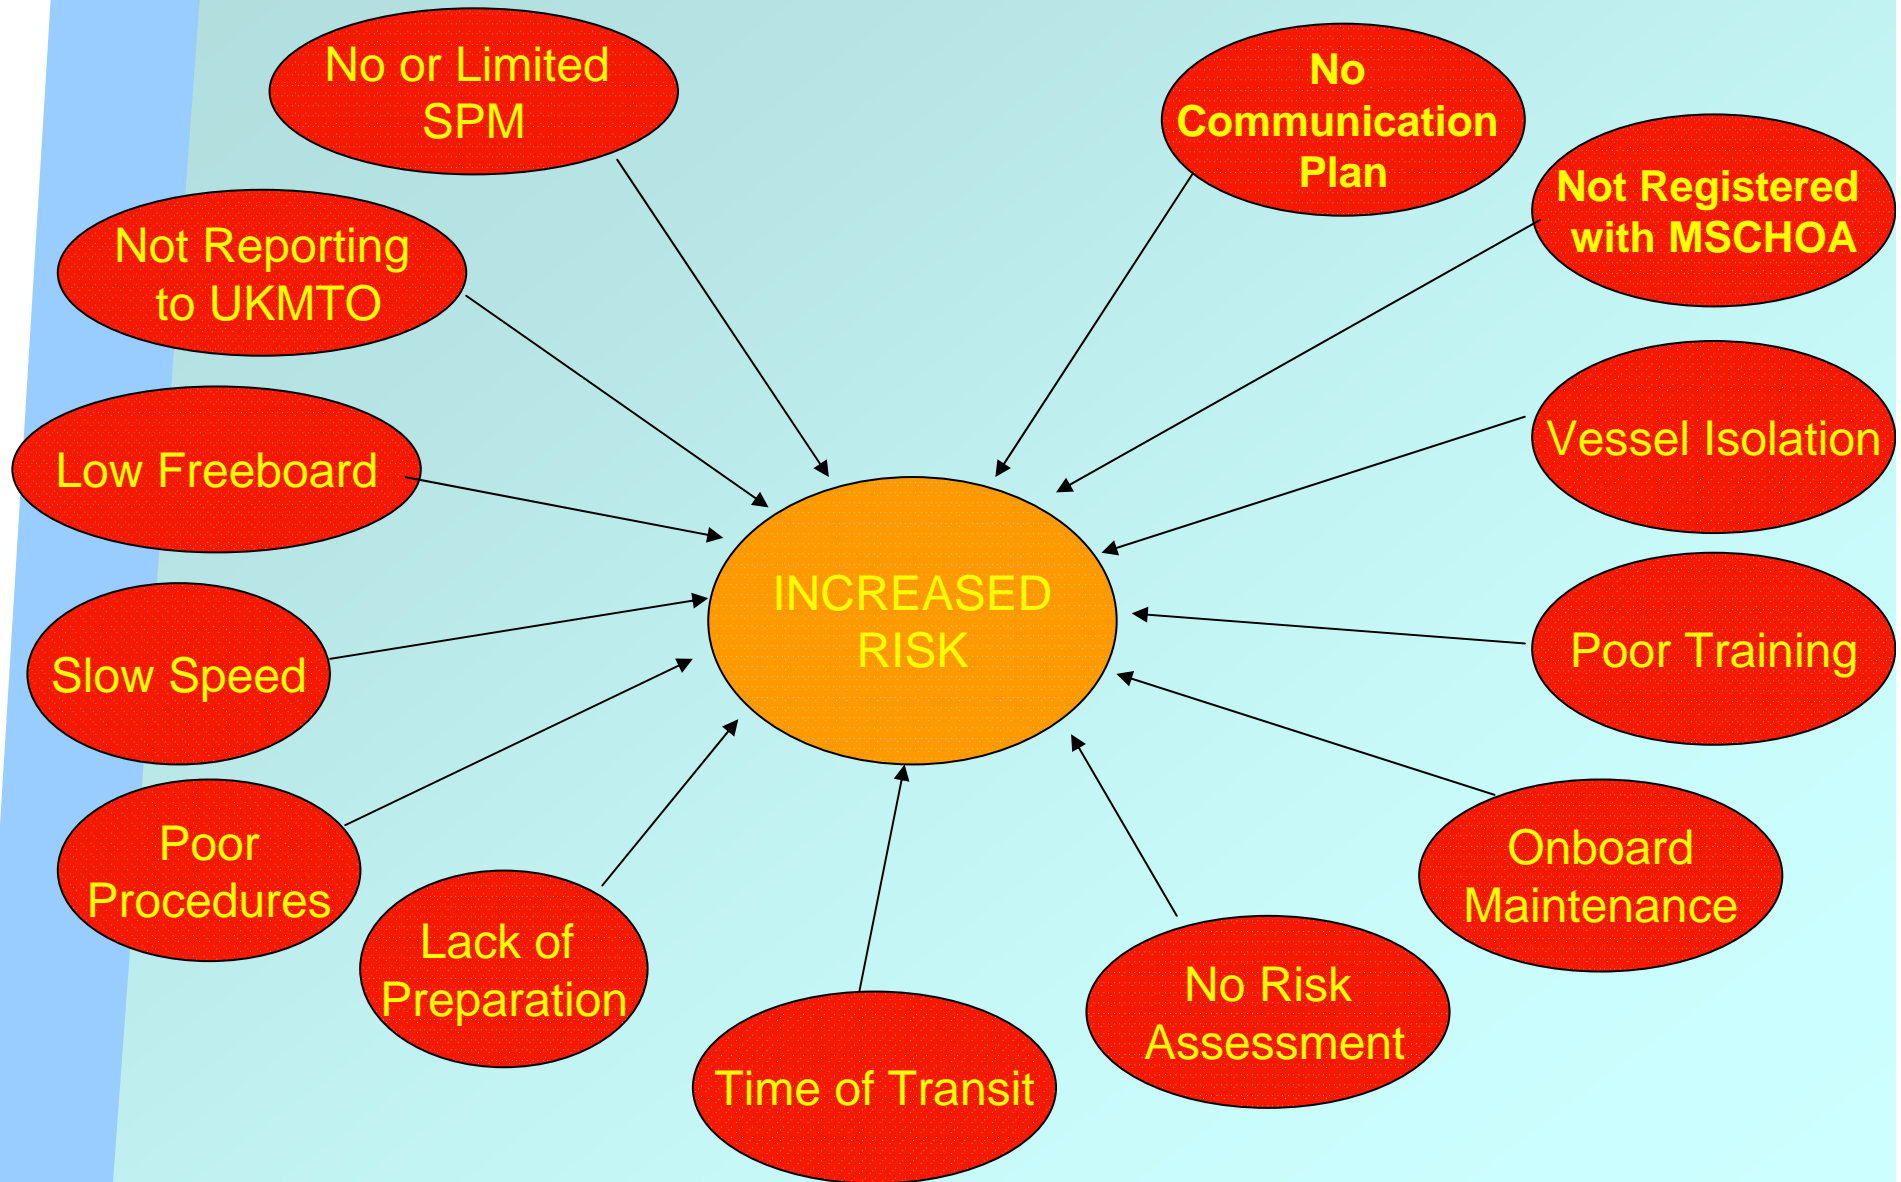 No or Limited
SPM
No
Communication
Plan
Not Registered
with MSCHOA
Not Reporting
to UKMTO
Low Freeboard
Vessel Isolation
INCREASED
RISK
Slow Speed
Poor Training
Poor
Procedures
Onboard
Maintenance
Lack of
Preparation
No Risk
Assessment
Time of Transit